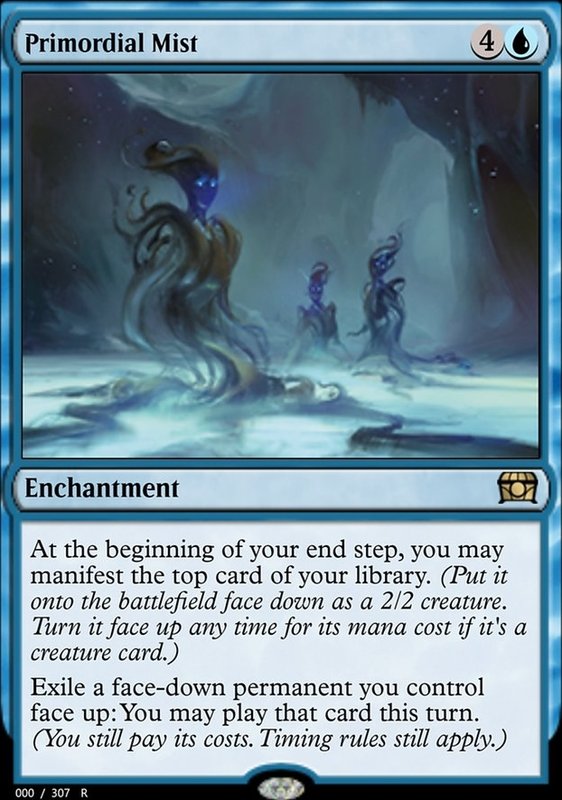 Primordial Mist 4
Enchantment
At the beginning of your end step, you may
manifest the top card of your library. (Put it
onto the battlefield face down as a 2/2 creature.
Turn it face up any time for its mana cost if it's a
creature card.)
Exile a face-down permanent you control
face up: You may play that card this turn.
(You still pay its costs. Timing rules still apply.)
000 / 307 R